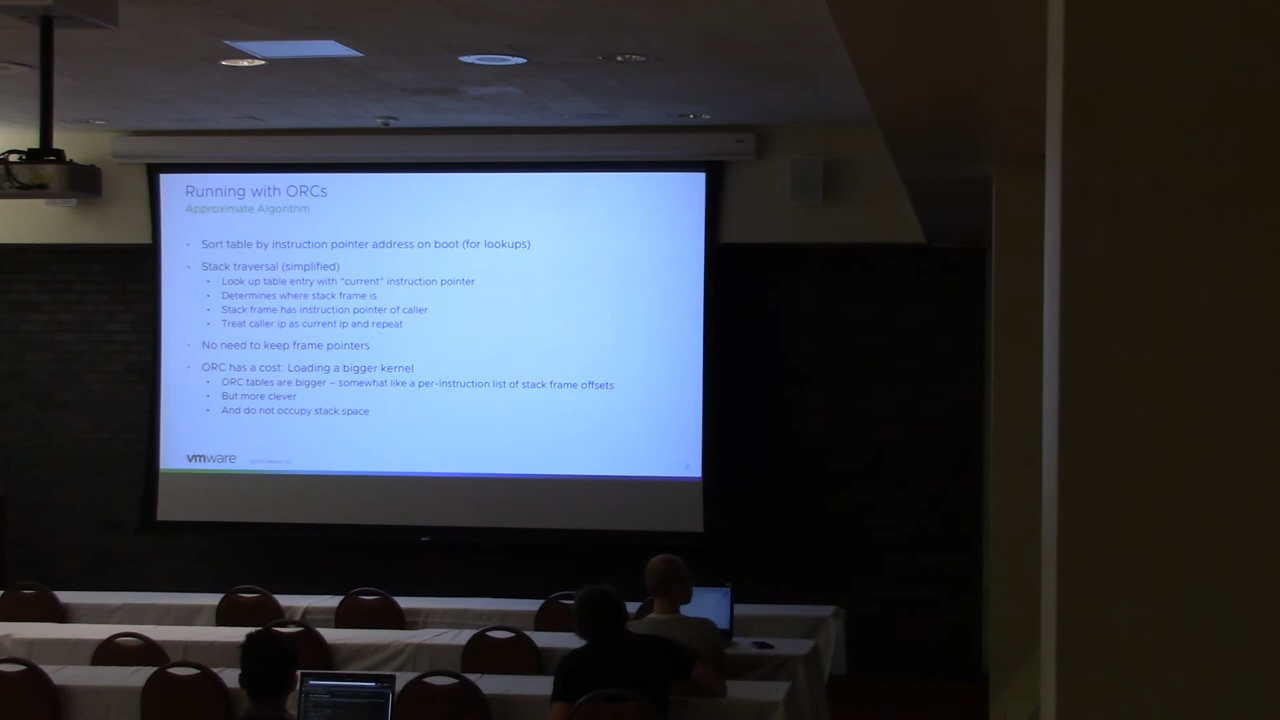 Running with ORCs
Approximate Algorithm
- Sort table by instruction pointer address on boot (for lookups)
- Stack traversal (simplified)
- Look up table entry with "current" instruction pointer
- Determines where stack frame is
- Stack frame has instruction pointer of caller
- Treat caller ip as current ip and repeat
- No need to keep frame pointers
- ORC has a cost: Loading a bigger kernel
- ORC tables are bigger – somewhat like a per-instruction list of stack frame offsets
- But more clever
- And do not occupy stack space
vmware